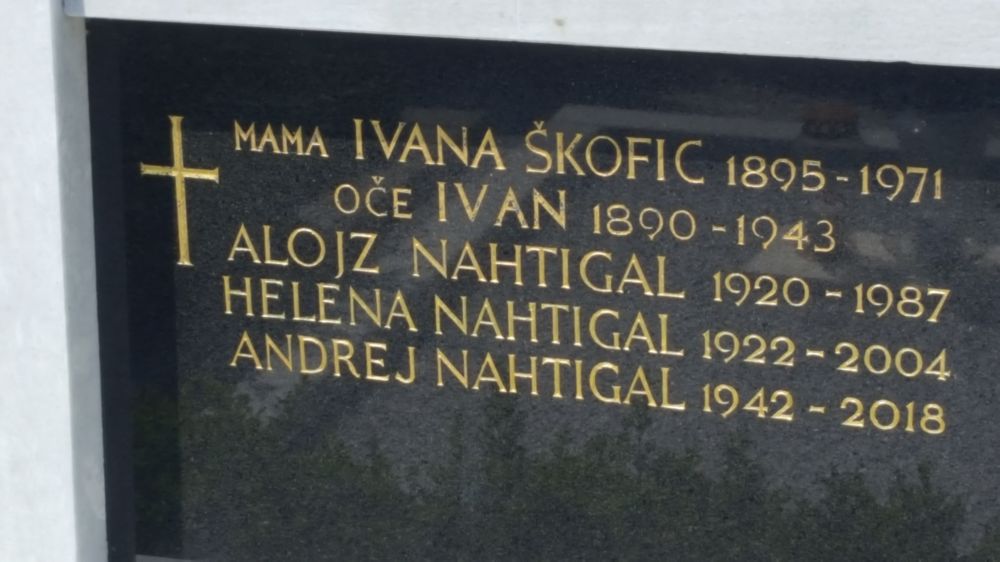 MAMA IVANA ŠKOFIC 1895-1971
OČE IVAN 1890-1943
ALOJZ NAHTIGAL 1920-1987
HELENA NAHTIGAL 1922-2004
ANDREJ NAHTIGAL 1942-2018